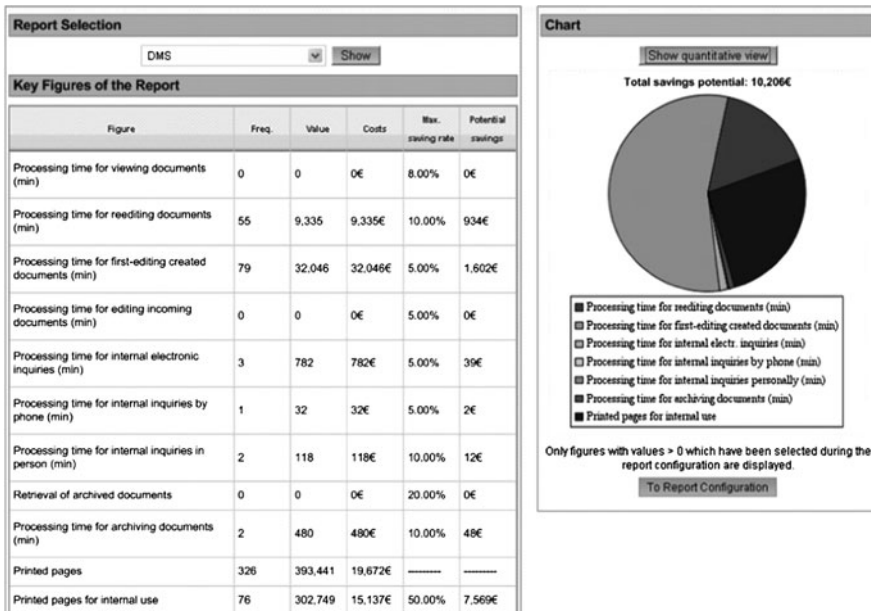 Report Selection
DMS
Show
Key Figures of the Report
Figure Freq. Value Costs Max. saving rate Potential savings
Processing time for viewing documents
(min) 0 0 0€ 8.00% 0€
Processing time for reediting documents
(min) 55 9,335 9,335€ 10.00% 934€
Processing time for first-editing created
documents (min) 79 32,046 32,046€ 5.00% 1,602€
Processing time for editing incoming
documents (min) 0 0 0€ 5.00% 0€
Processing time for internal electronic
inquiries (min) 3 782 782€ 5.00% 39€
Processing time for internal inquiries by
phone (min) 1 32 32€ 5.00% 2€
Processing time for internal inquiries in
person (min) 2 118 118€ 10.00% 12€
Retrieval of archived documents 0 0 0€ 20.00% 0€
Processing time for archiving documents
(min) 2 480 480€ 10.00% 48€
Printed pages 326 393,441 19,672€ --------- ---------
Printed pages for internal use 76 302,749 15,137€ 50.00% 7,569€
Chart
Show quantitative view
Total savings potential: 10,206€
Processing time for reediting documents (min)
Processing time for first-editing created documents (min)
Processing time for internal electr. inquiries (min)
Processing time for internal inquiries by phone (min)
Processing time for internal inquiries personally (min)
Processing time for archiving documents (min)
Printed pages for internal use
Only figures with values > 0 which have been selected during the
report configuration are displayed.
To Report Configuration